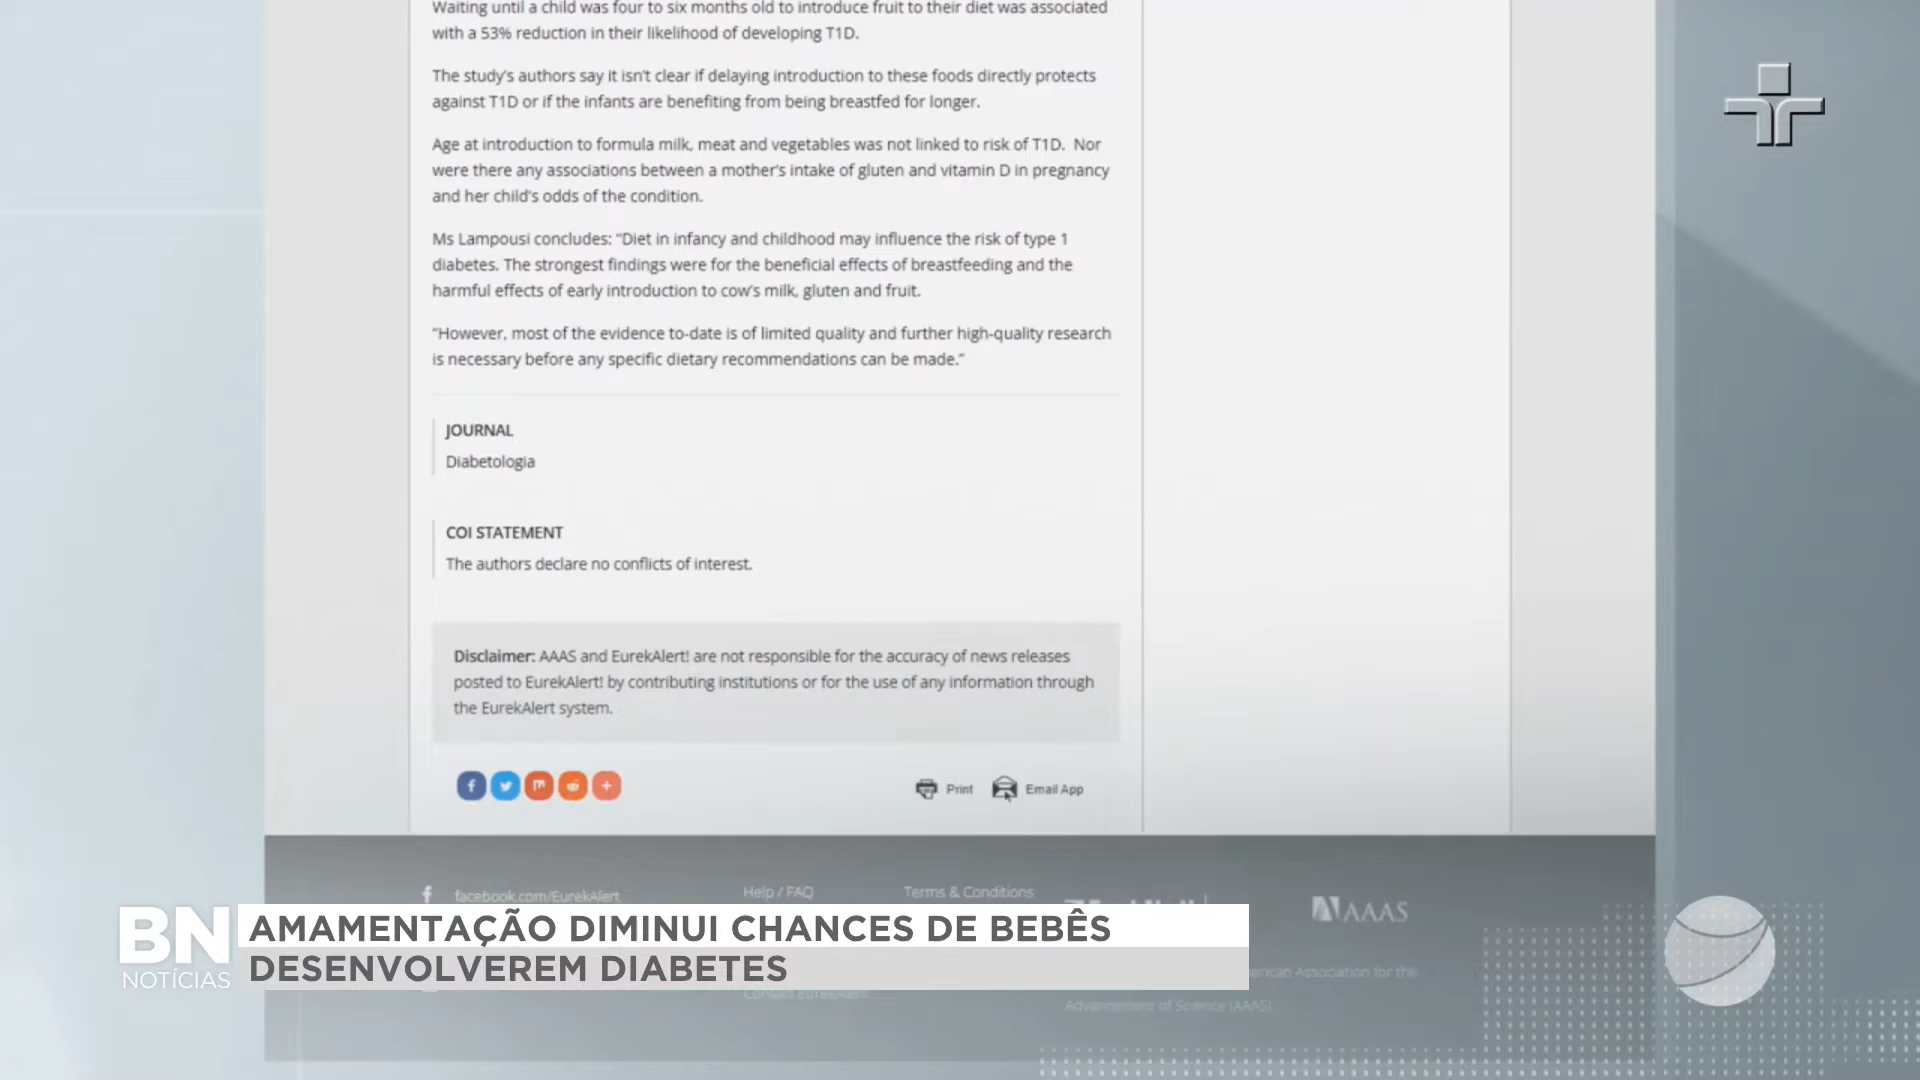 Waiting until a child was four to six months old to introduce fruit to their diet was associated
with a 53% reduction in their likelihood of developing T1D.
The study's authors say it isn't clear if delaying introduction to these foods directly protects
against T1D or if the infants are benefiting from being breastfed for longer.
Age at introduction to formula milk, meat and vegetables was not linked to risk of T1D. Nor
were there any associations between a mother's intake of gluten and vitamin D in pregnancy
and her child's odds of the condition.
Ms Lampousi concludes: “Diet in infancy and childhood may influence the risk of type 1
diabetes. The strongest findings were for the beneficial effects of breastfeeding and the
harmful effects of early introduction to cow's milk, gluten and fruit.
“However, most of the evidence to-date is of limited quality and further high-quality research
is necessary before any specific dietary recommendations can be made.”
JOURNAL
Diabetologia
COI STATEMENT
The authors declare no conflicts of interest.
Disclaimer: AAAS and EurekAlert! are not responsible for the accuracy of news releases
posted to EurekAlert! by contributing institutions or for the use of any information through
the EurekAlert system.
Print Email App
facebook.com/EurekAlert Help / FAQ Terms & Conditions
AAAS
BN NOTÍCIAS
AMAMENTAÇÃO DIMINUI CHANCES DE BEBÊS
DESENVOLVEREM DIABETES
Association for the
Advancement of Science (AAAS)